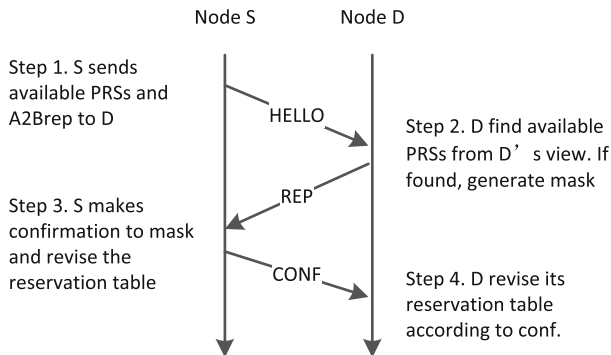 Node S
Node D
Step 1. S sends
available PRSs and
A2Brep to D
HELLO
Step 2. D find available
PRSs from D’s view. If
found, generate mask
REP
Step 3. S makes
confirmation to mask
and revise the
reservation table
CONF
Step 4. D revise its
reservation table
according to conf.